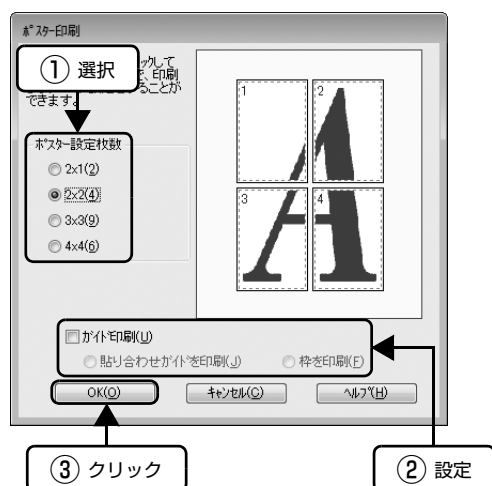 ポスター印刷
① 選択
ックして
で、印刷
ることが
できます。
ポスター設定枚数
2x1(2)
2x2(4)
3x3(9)
4x4(6)
1
2
3
4
ガイド印刷(U)
貼り合わせガイドを印刷(J)
枠を印刷(F)
OK(O)
キャンセル(C)
ヘルプ(H)
③ クリック
② 設定